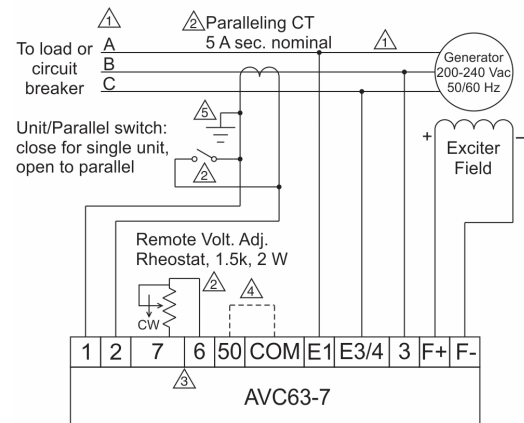 1
2 Paralleling CT
5 A sec. nominal
1
To load or
circuit
breaker
A
B
C
Generator
200-240 Vac
50/60 Hz
5
Unit/Parallel switch:
close for single unit,
open to parallel
2
+
-
Exciter
Field
Remote Volt. Adj.
Rheostat, 1.5k, 2 W
2
4
CW
1 2 7 6 50 COM E1 E3/4 3 F+ F-
3
AVC63-7